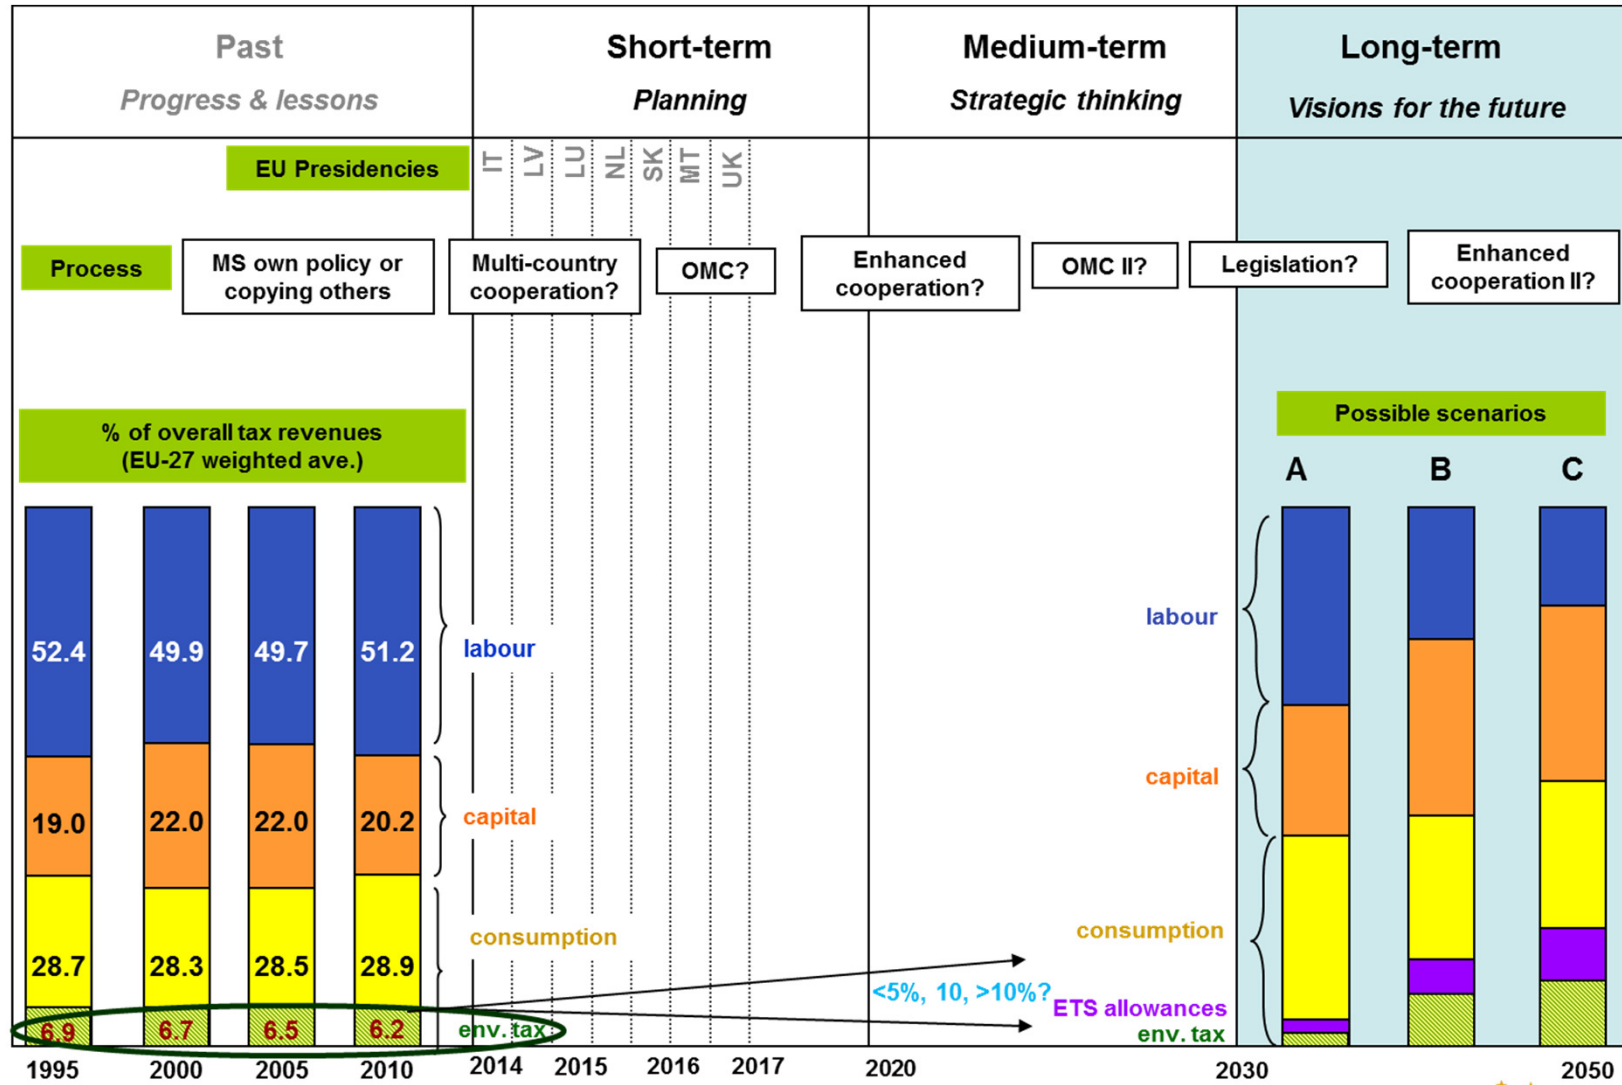 Past
Progress & lessons
Short-term
Planning
Medium-term
Strategic thinking
Long-term
Visions for the future
EU Presidencies
IT
LV
LU
NL
SK
MT
UK
Process
MS own policy or
copying others
Multi-country
cooperation?
OMC?
Enhanced
cooperation?
OMC II?
Legislation?
Enhanced
cooperation II?
% of overall tax revenues
(EU-27 weighted ave.)
Possible scenarios
A
B
C
52.4
49.9
49.7
51.2
labour
labour
19.0
22.0
22.0
20.2
capital
capital
28.7
28.3
28.5
28.9
consumption
consumption
<5%, 10, >10%?
ETS allowances
6.9
6.7
6.5
6.2
env. tax
env. tax
1995
2000
2005
2010
2014
2015
2016
2017
2020
2030
2050